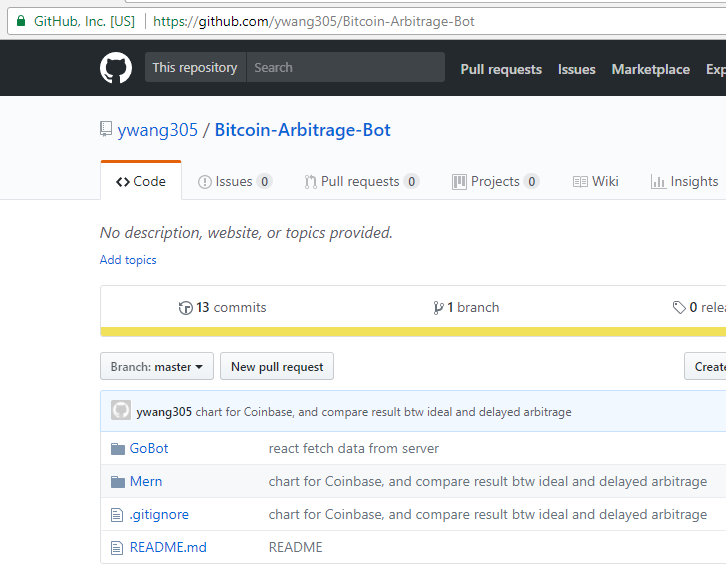 GitHub, Inc. [US] https://github.com/ywang305/Bitcoin-Arbitrage-Bot
This repository Search Pull requests Issues Marketplace Exp
ywang305 / Bitcoin-Arbitrage-Bot
<> Code Issues 0 Pull requests 0 Projects 0 Wiki Insights
No description, website, or topics provided.
Add topics
13 commits 1 branch 0 relea
Branch: master New pull request Create
ywang305 chart for Coinbase, and compare result btw ideal and delayed arbitrage
GoBot react fetch data from server
Mern chart for Coinbase, and compare result btw ideal and delayed arbitrage
.gitignore chart for Coinbase, and compare result btw ideal and delayed arbitrage
README.md README